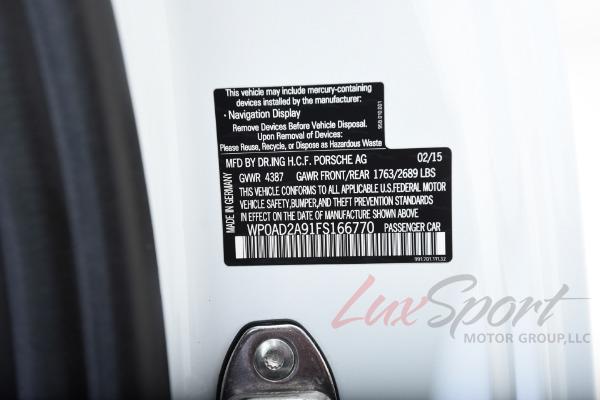 This vehicle may include mercury-containing
devices installed by the manufacturer:
· Navigation Display
Remove Devices Before Vehicle Disposal.
Upon Removal of Devices:
Please Reuse, Recycle, or Dispose as Hazardous Waste
MFD BY DR.ING H.C.F. PORSCHE AG 02/15
GVWR 4387 GAWR FRONT/REAR 1763/2689 LBS
THIS VEHICLE CONFORMS TO ALL APPLICABLE U.S.FEDERAL MOTOR
VEHICLE SAFETY,BUMPER,AND THEFT PREVENTION STANDARDS
IN EFFECT ON THE DATE OF MANUFACTURE SHOWN ABOVE.
WP0AD2A91FS166770 PASSENGER CAR
MADE IN GERMANY
LuxSport
MOTOR GROUP,LLC